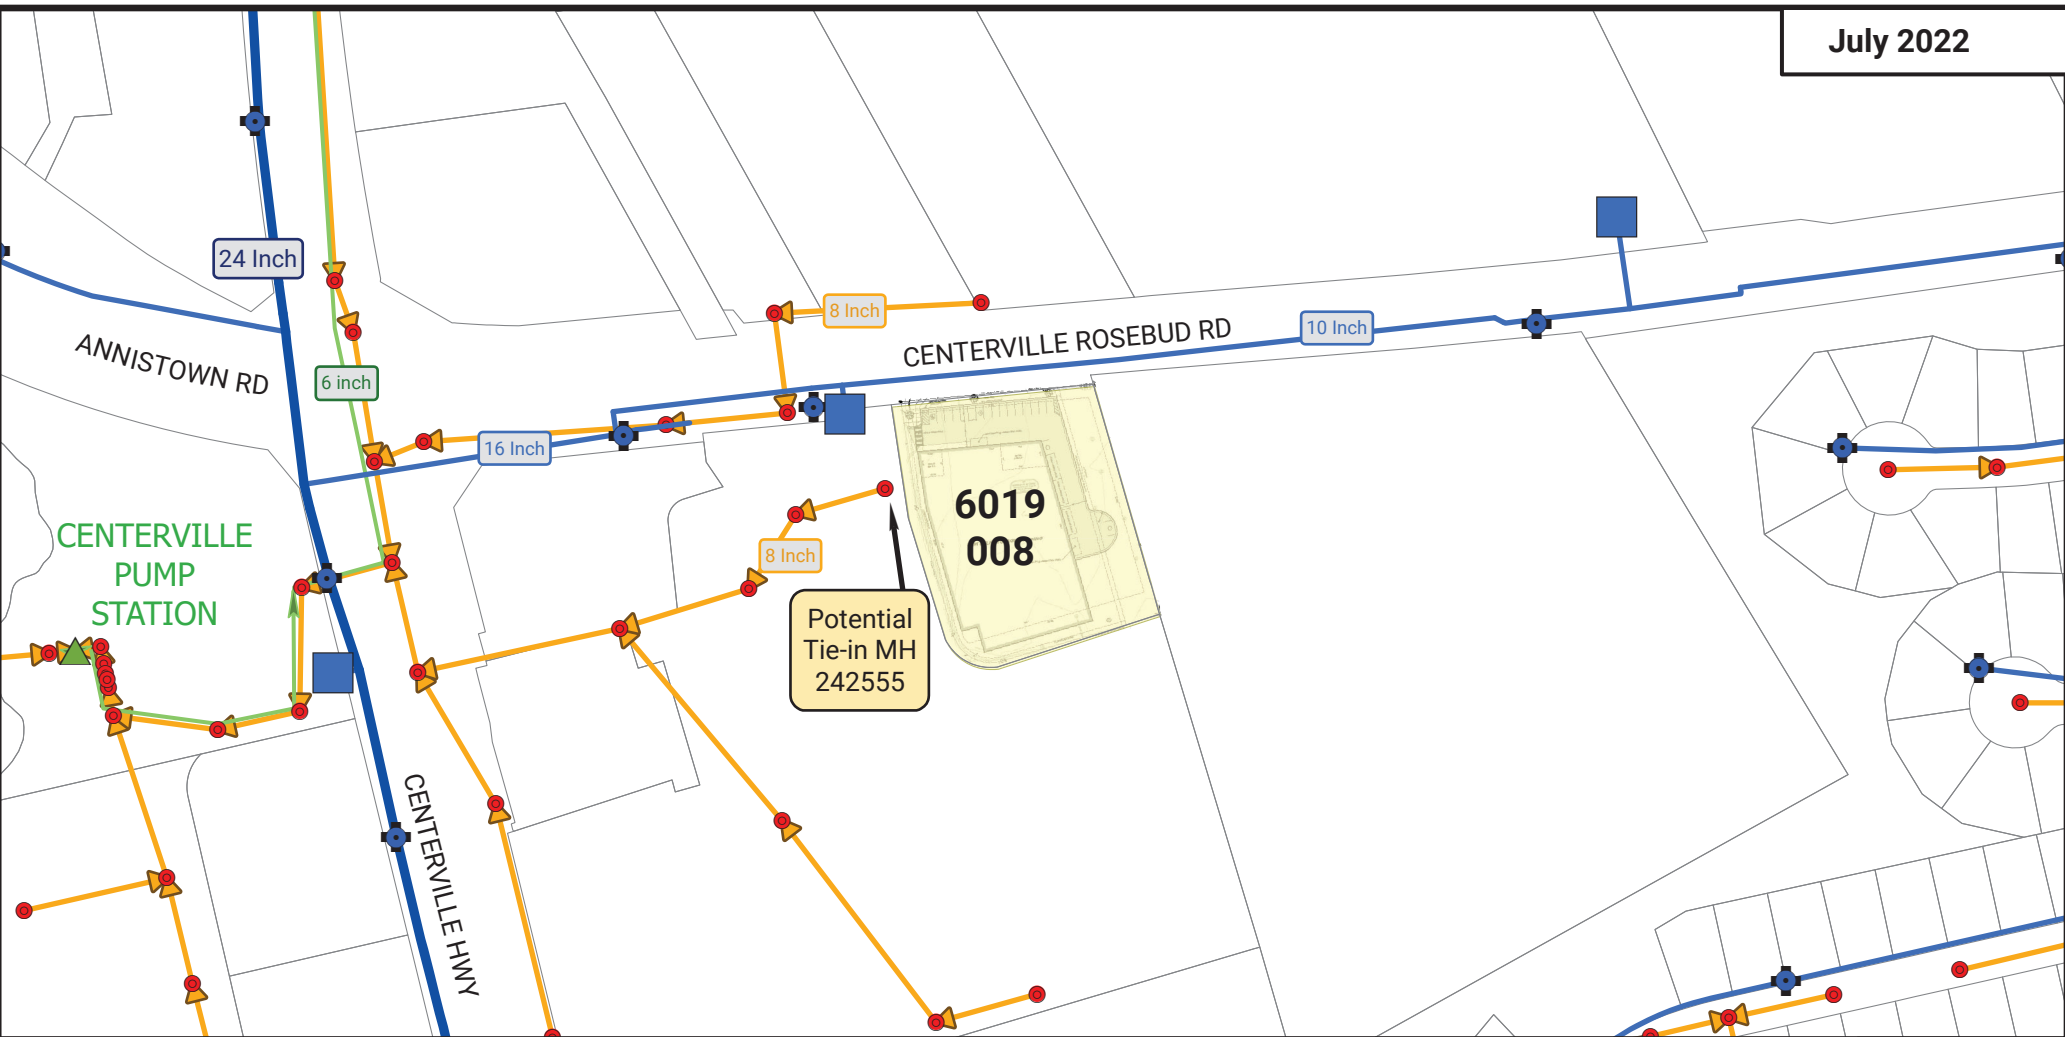 July 2022
24 Inch
8 Inch
CENTERVILLE ROSEBUD RD
10 Inch
ANNISTOWN RD
6 inch
16 Inch
6019
008
CENTERVILLE
PUMP
STATION
8 Inch
Potential
Tie-in MH
242555
CENTERVILLE HWY